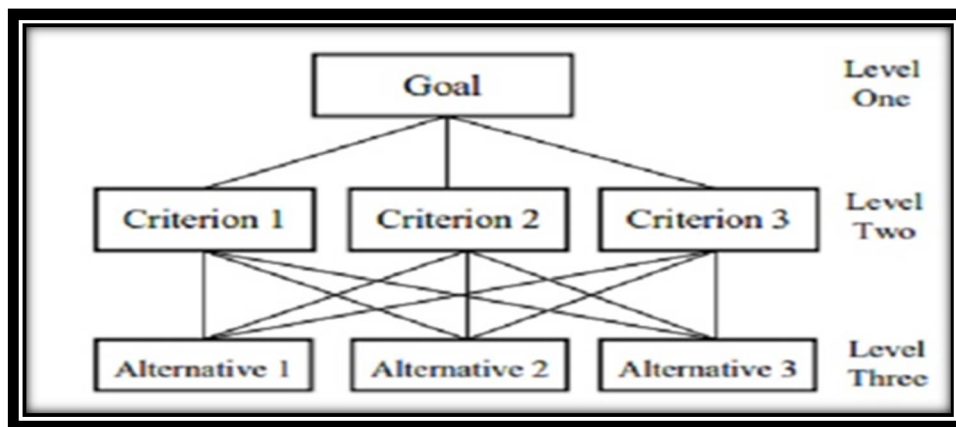 Goal
Level
One
Criterion 1
Criterion 2
Criterion 3
Level
Two
Alternative 1
Alternative 2
Alternative 3
Level
Three